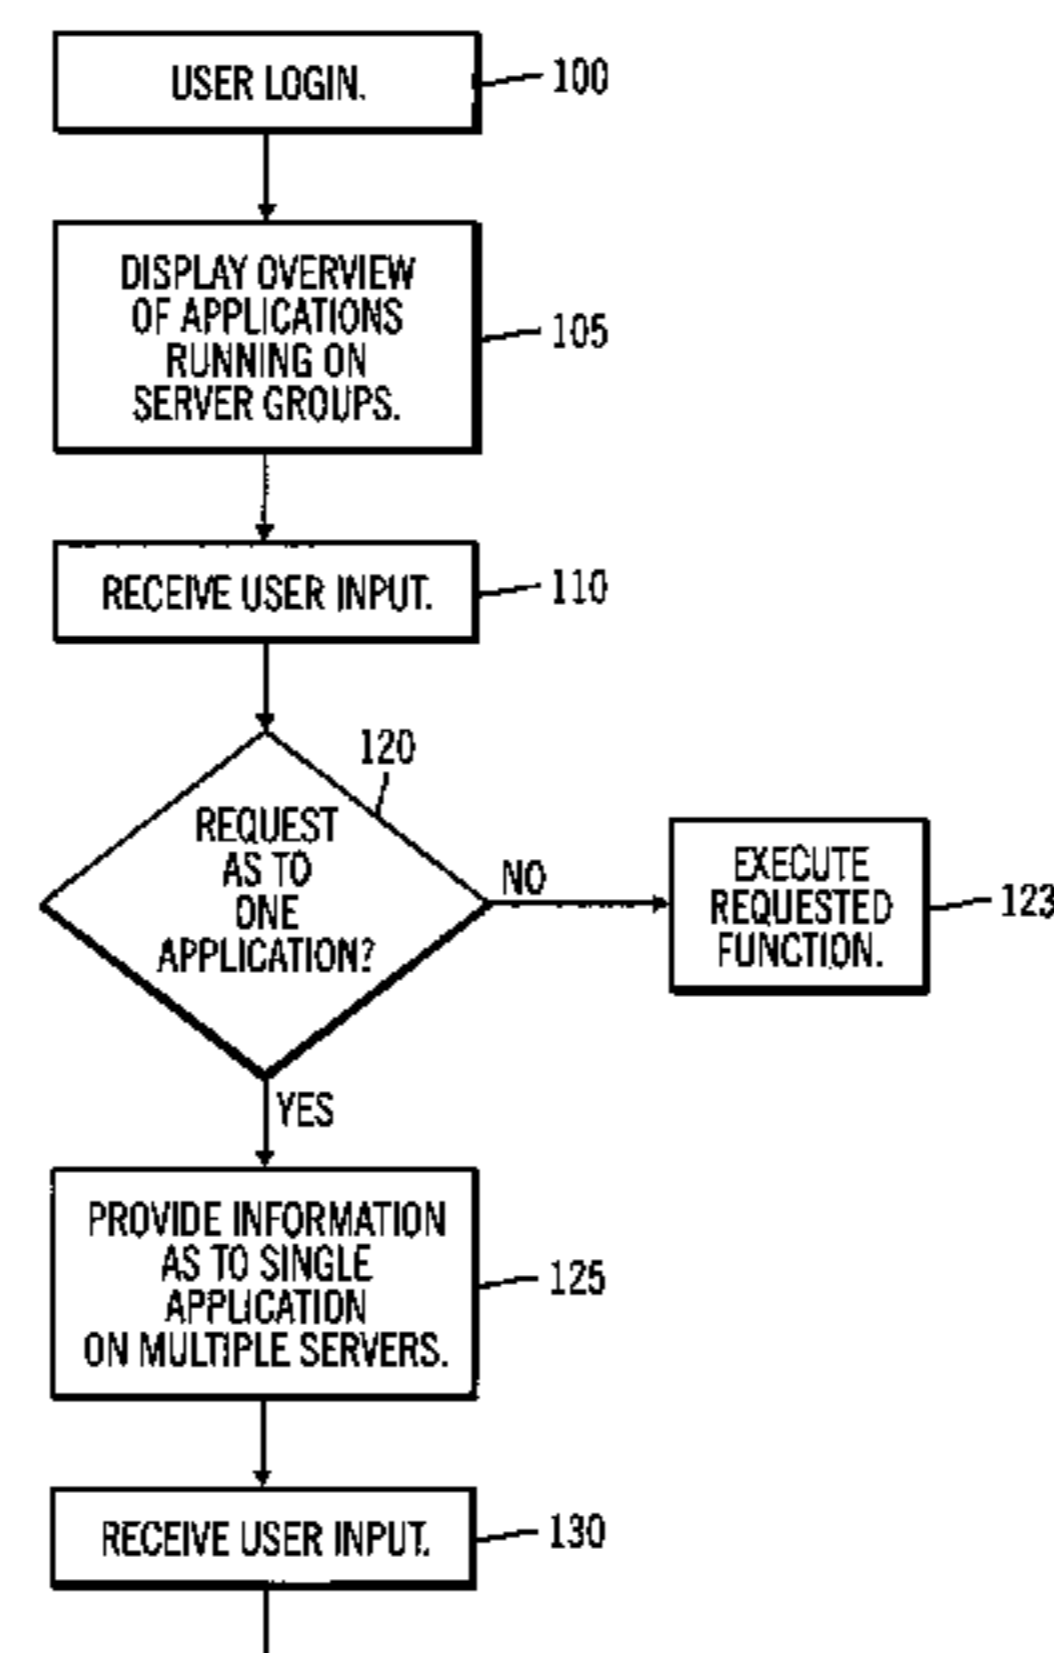 USER LOGIN.
100
DISPLAY OVERVIEW
OF APPLICATIONS
RUNNING ON
SERVER GROUPS.
105
RECEIVE USER INPUT.
110
120
REQUEST
AS TO
ONE
APPLICATION?
NO
EXECUTE
REQUESTED
FUNCTION.
123
YES
PROVIDE INFORMATION
AS TO SINGLE
APPLICATION
ON MULTIPLE SERVERS.
125
RECEIVE USER INPUT.
130